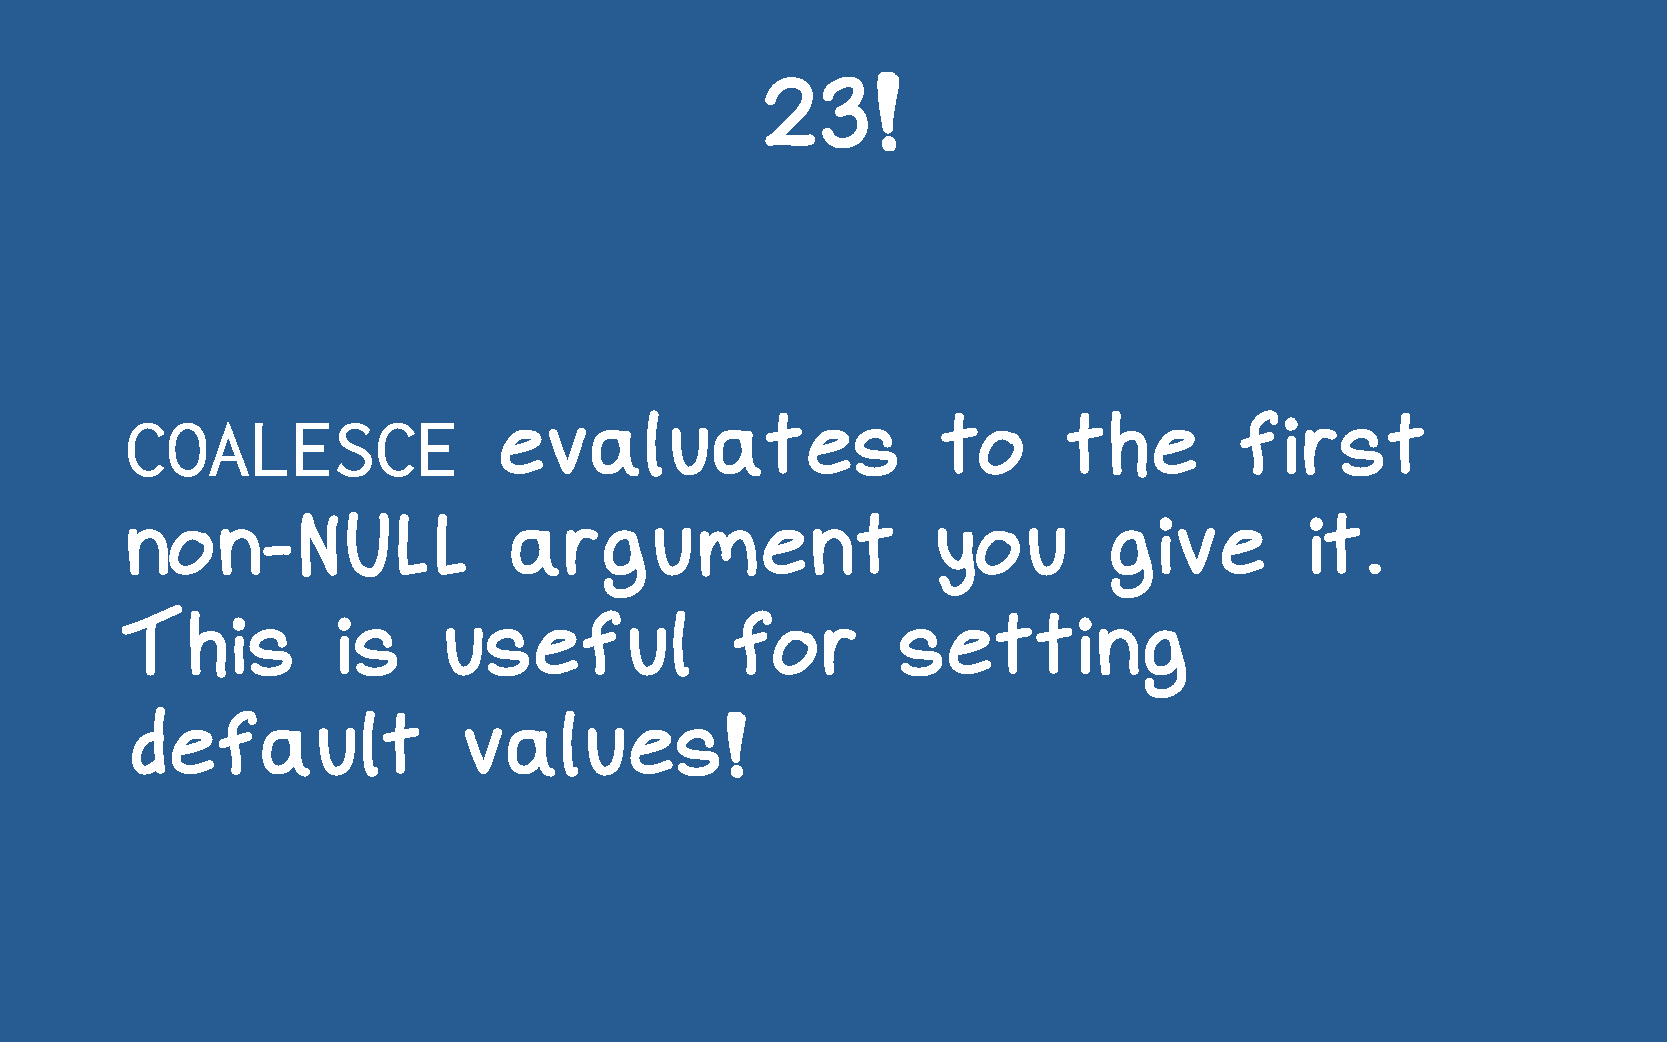 23!
COALESCE evaluates to the first
non-NULL argument you give it.
This is useful for setting
default values!